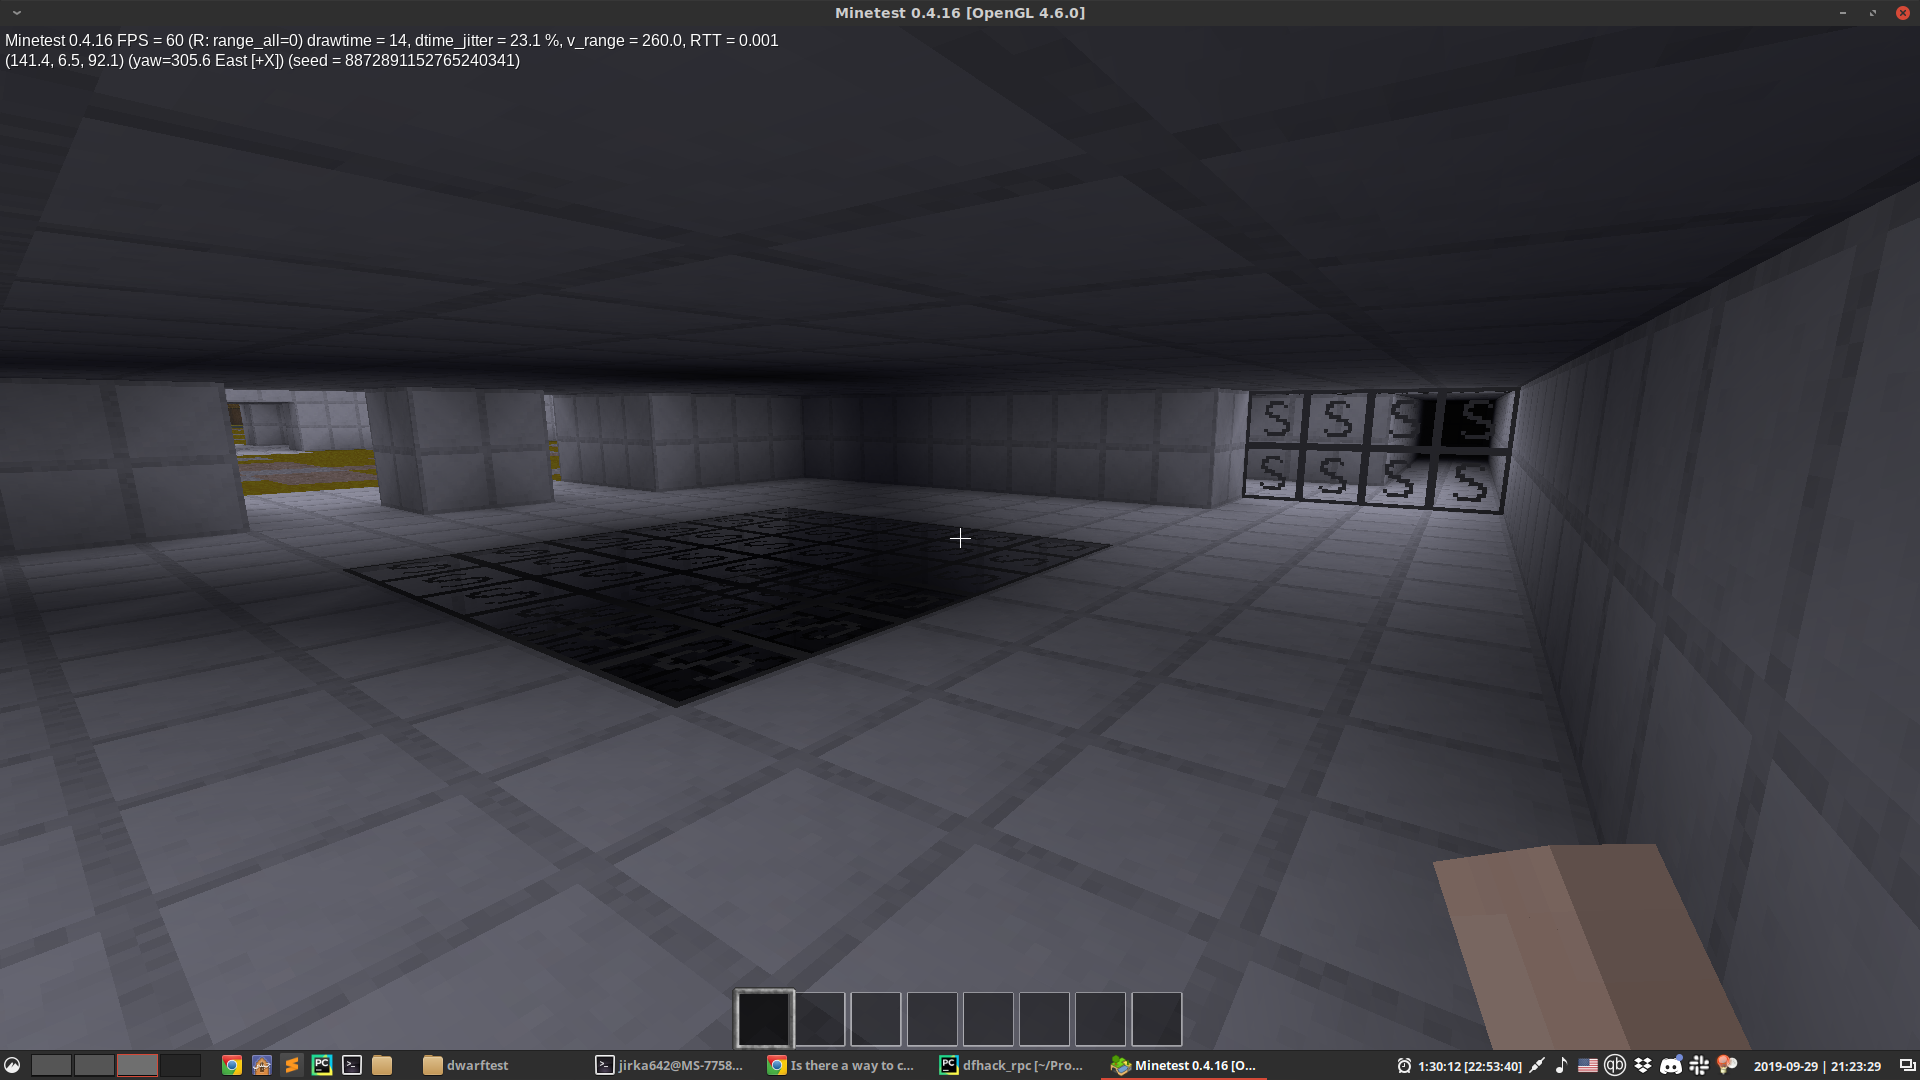 Minetest 0.4.16 [OpenGL 4.6.0]
Minetest 0.4.16 FPS = 60 (R: range_all=0) drawtime = 14, dtime_jitter = 23.1 %, v_range = 260.0, RTT = 0.001
(141.4, 6.5, 92.1) (yaw=305.6 East [+X]) (seed = 8872891152765240341)
S S S S
S S S S
dwarftest jirka642@MS-7758... Is there a way to c... dfhack_rpc [~/Pro... Minetest 0.4.16 [O... 1:30:12 [22:53:40] qb 2019-09-29 | 21:23:29